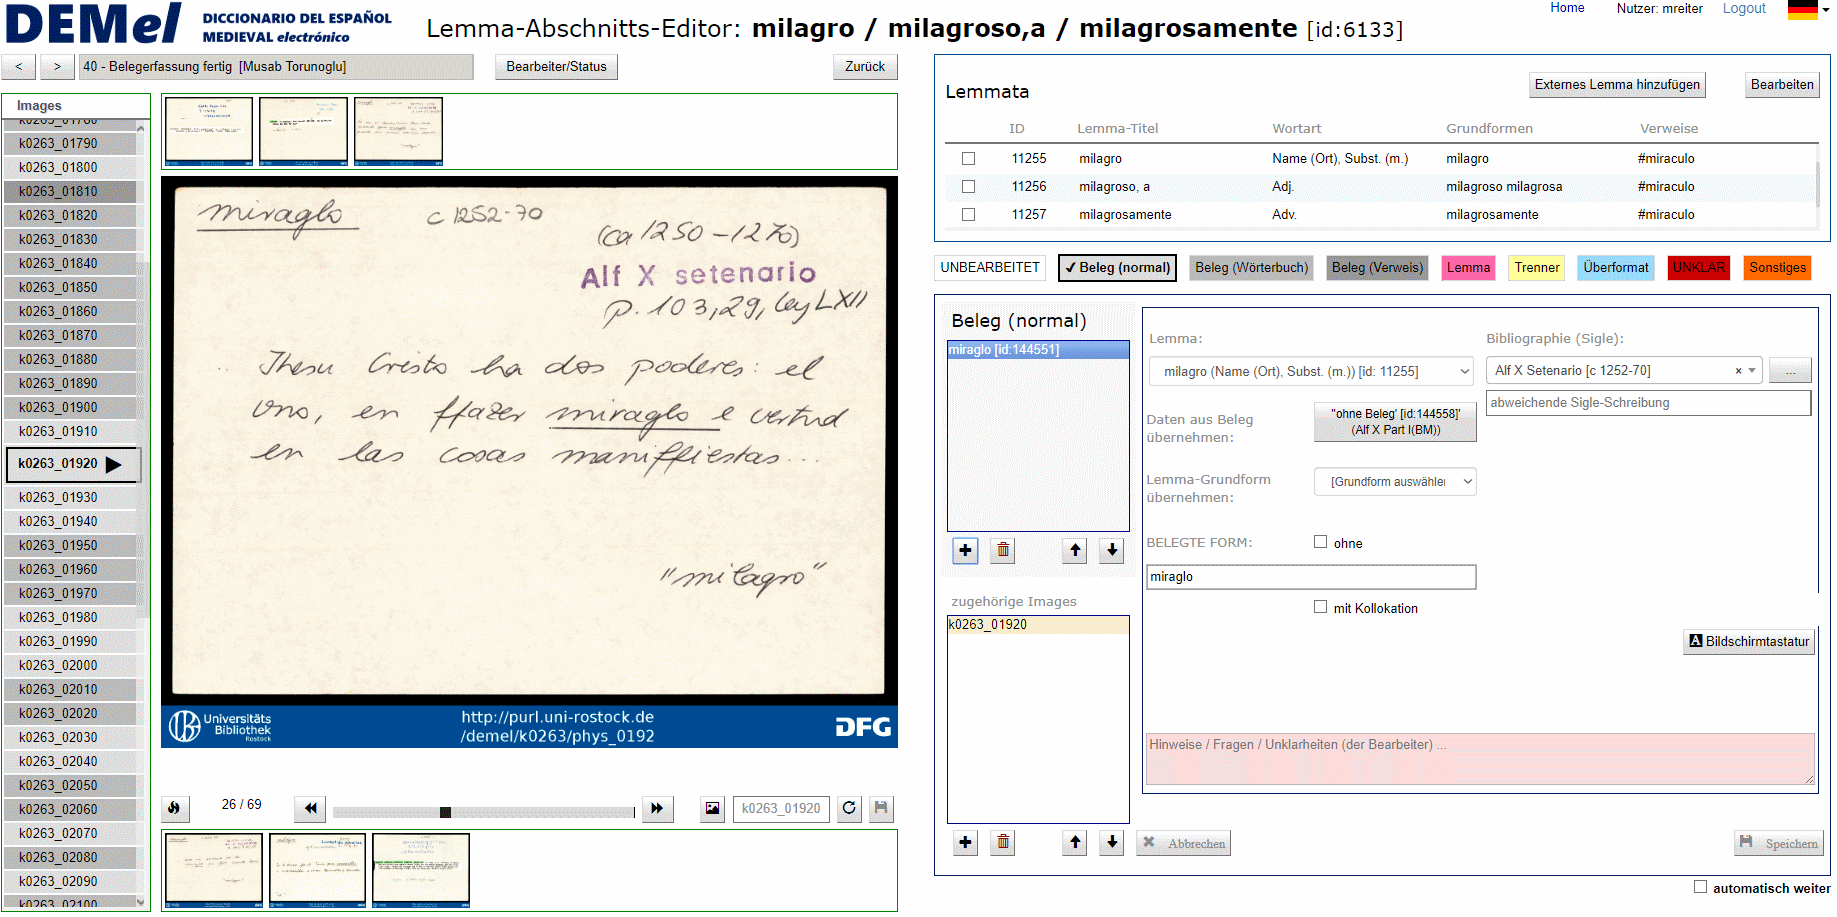 DEMel DICCIONARIO DEL ESPAÑOL
MEDIEVAL electrónico
Lemma-Abschnitts-Editor: milagro / milagroso,a / milagrosamente [id:6133]
Home Nutzer: mreiter Logout
< > 40 - Belegerfassung fertig [Musab Torunoglu] Bearbeiter/Status Zurück
Images
k0263_01780
k0263_01790
k0263_01800
k0263_01810
k0263_01820
k0263_01830
k0263_01840
k0263_01850
k0263_01860
k0263_01870
k0263_01880
k0263_01890
k0263_01900
k0263_01910
k0263_01920
k0263_01930
k0263_01940
k0263_01950
k0263_01960
k0263_01970
k0263_01980
k0263_01990
k0263_02000
k0263_02010
k0263_02020
k0263_02030
k0263_02040
k0263_02050
k0263_02060
k0263_02070
k0263_02080
k0263_02090
k0263_02100
miraglo c 1252-70
(ca 1250-1270)
Alf X setenario
p. 103,29, ley LXII
.. Jhesu Cristo ha dos poderes: el
vno, en ffazer miraglo e vertud
en las cosas maniffiestas...
"milagro"
Universitäts
Bibliothek
Rostock
http://purl.uni-rostock.de
/demel/k0263/phys_0192
DFG
26 / 69
k0263_01920
Lemmata
Externes Lemma hinzufügen Bearbeiten
ID Lemma-Titel Wortart Grundformen Verweise
11255 milagro Name (Ort), Subst. (m.) milagro #miraculo
11256 milagroso, a Adj. milagroso milagrosa #miraculo
11257 milagrosamente Adv. milagrosamente #miraculo
UNBEARBEITET ✓ Beleg (normal) Beleg (Wörterbuch) Beleg (Verweis) Lemma Trenner Überformat UNKLAR Sonstiges
Beleg (normal)
miraglo [id:144551]
zugehörige Images
k0263_01920
Lemma:
milagro (Name (Ort), Subst. (m.)) [id: 11255]
Bibliographie (Sigle):
Alf X Setenario [c 1252-70] × ...
abweichende Sigle-Schreibung
Daten aus Beleg
übernehmen:
"ohne Beleg' [id:144558]'
(Alf X Part I(BM))
Lemma-Grundform
übernehmen:
[Grundform auswählen
BELEGTE FORM:
ohne
miraglo
mit Kollokation
A Bildschirmtastatur
Hinweise / Fragen / Unklarheiten (der Bearbeiter) ...
Abbrechen Speichern
automatisch weiter